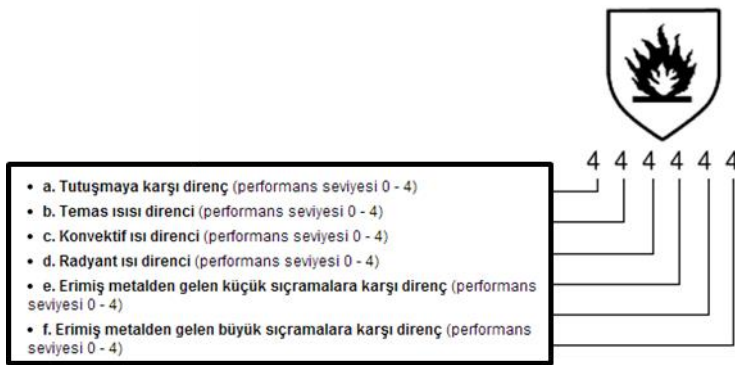 4 4 4 4 4 4
• a. Tutuşmaya karşı direnç (performans seviyesi 0 - 4)
• b. Temas ısısı direnci (performans seviyesi 0 - 4)
• c. Konvektif ısı direnci (performans seviyesi 0 - 4)
• d. Radyant ısı direnci (performans seviyesi 0 - 4)
• e. Erimiş metalden gelen küçük sıçramalara karşı direnç (performans
seviyesi 0 - 4)
• f. Erimiş metalden gelen büyük sıçramalara karşı direnç (performans
seviyesi 0 - 4)